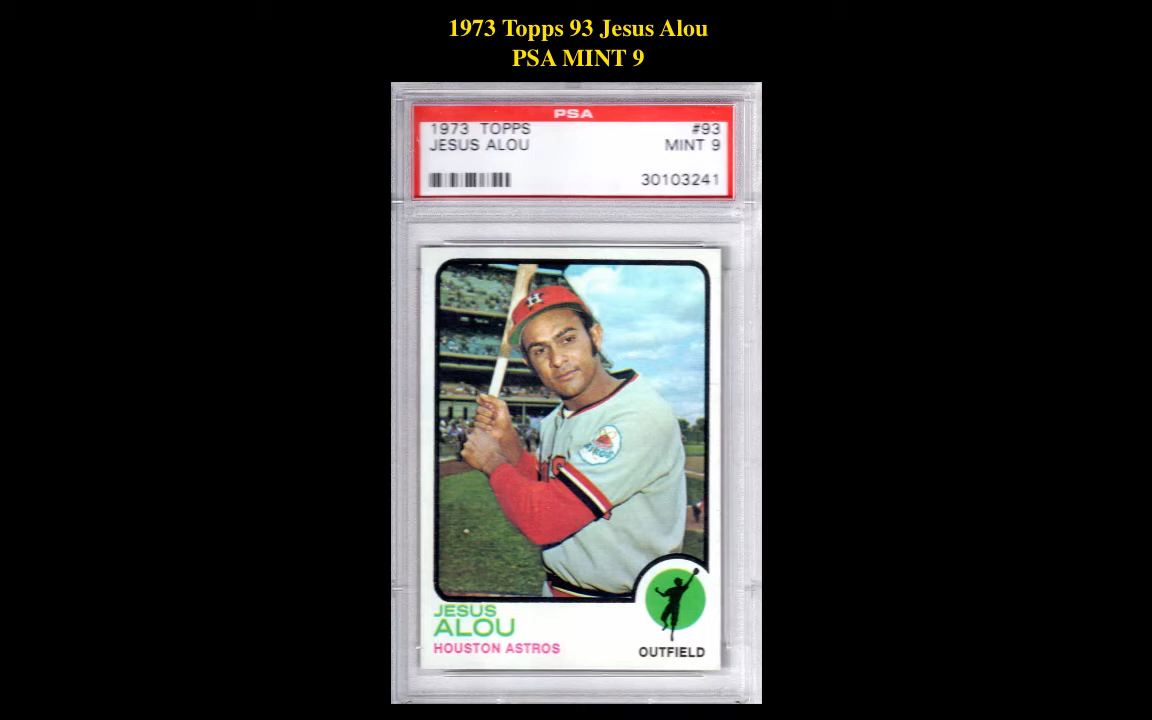 1973 Topps 93 Jesus Alou
PSA MINT 9
PSA
1973 TOPPS #93
JESUS ALOU MINT 9
30103241
H
ASTROS
JESUS
ALOU
HOUSTON ASTROS
OUTFIELD